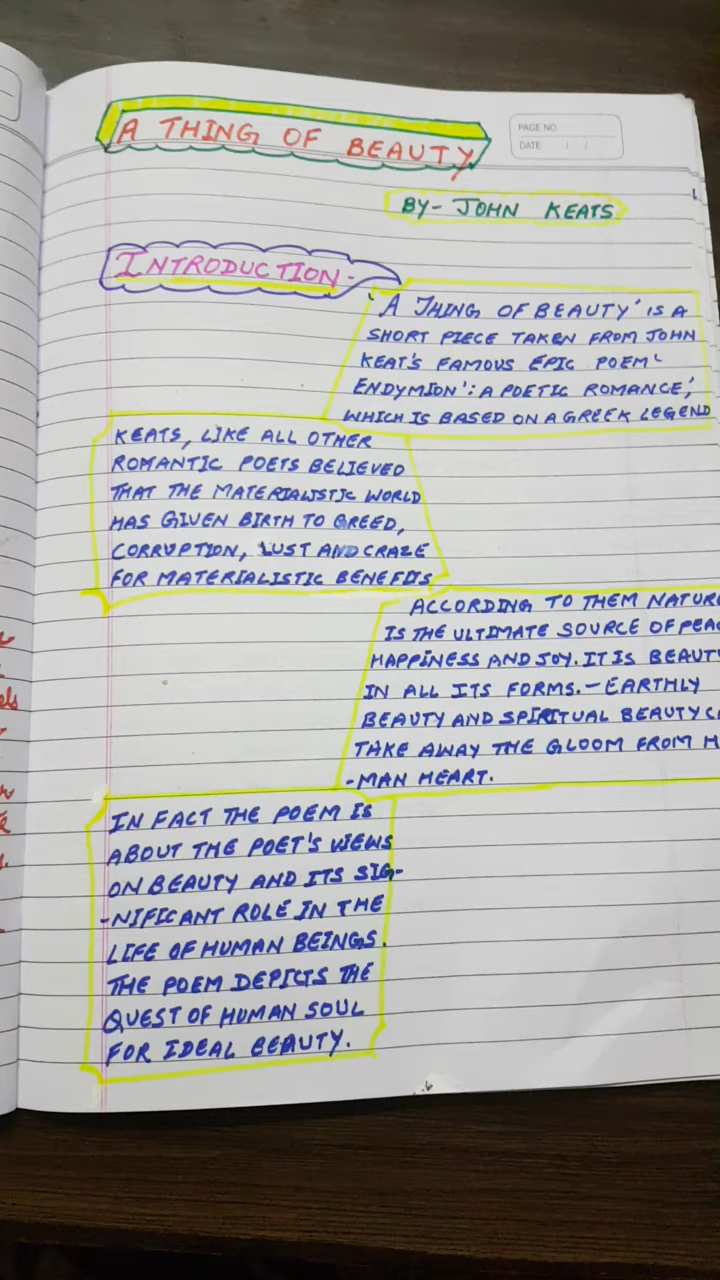 A THING OF BEAUTY
PAGE NO.
DATE / /
BY- JOHN KEATS
INTRODUCTION-
'A THING OF BEAUTY' IS A
SHORT PIECE TAKEN FROM JOHN
KEAT'S FAMOUS EPIC POEM '
ENDYMION': A POETIC ROMANCE',
WHICH IS BASED ON A GREEK LEGEND
KEATS, LIKE ALL OTHER
ROMANTIC POETS BELIEVED
THAT THE MATERIALISTIC WORLD
HAS GIVEN BIRTH TO GREED,
CORRUPTION, LUST AND CRAZE
FOR MATERIALISTIC BENEFITS
ACCORDING TO THEM NATURE
IS THE ULTIMATE SOURCE OF PEAC
HAPPINESS AND JOY. IT IS BEAUTY
IN ALL ITS FORMS.-EARTHLY
BEAUTY AND SPIRITUAL BEAUTY
TAKE AWAY THE GLOOM FROM
-MAN HEART.
IN FACT THE POEM IS
ABOUT THE POET'S VIEWS
ON BEAUTY AND ITS SIG-
-NIFICANT ROLE IN THE
LIFE OF HUMAN BEINGS.
THE POEM DEPICTS THE
QUEST OF HUMAN SOUL
FOR IDEAL BEAUTY.